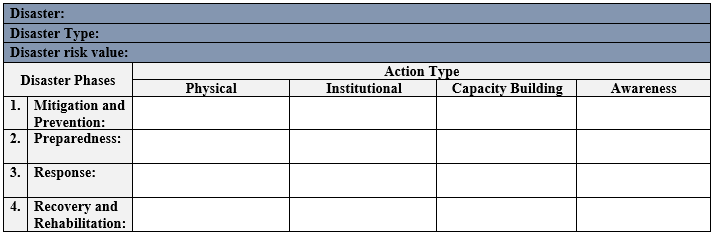 Disaster:
Disaster Type:
Disaster risk value:
Disaster Phases
Action Type
Physical Institutional Capacity Building Awareness
1. Mitigation and
Prevention:
2. Preparedness:
3. Response:
4. Recovery and
Rehabilitation: